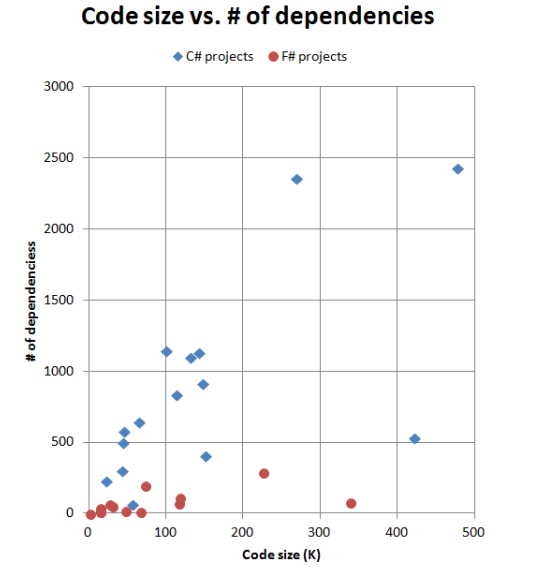 Code size vs. # of dependencies
C# projects F# projects
3000
2500
2000
1500
1000
500
0
# of dependenciess
0 100 200 300 400 500
Code size (K)